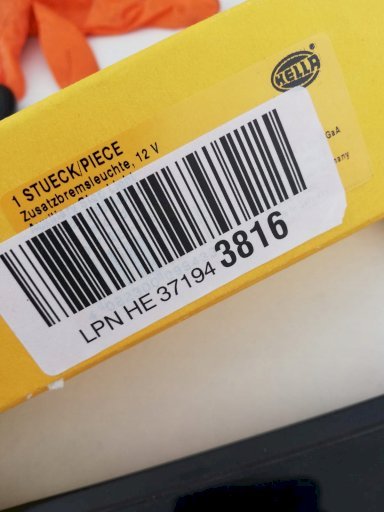 HELLA
1 STUECK/PIECE
Zusatzbremsleuchte, 12 V
GaA
LPN HE 37194 3816